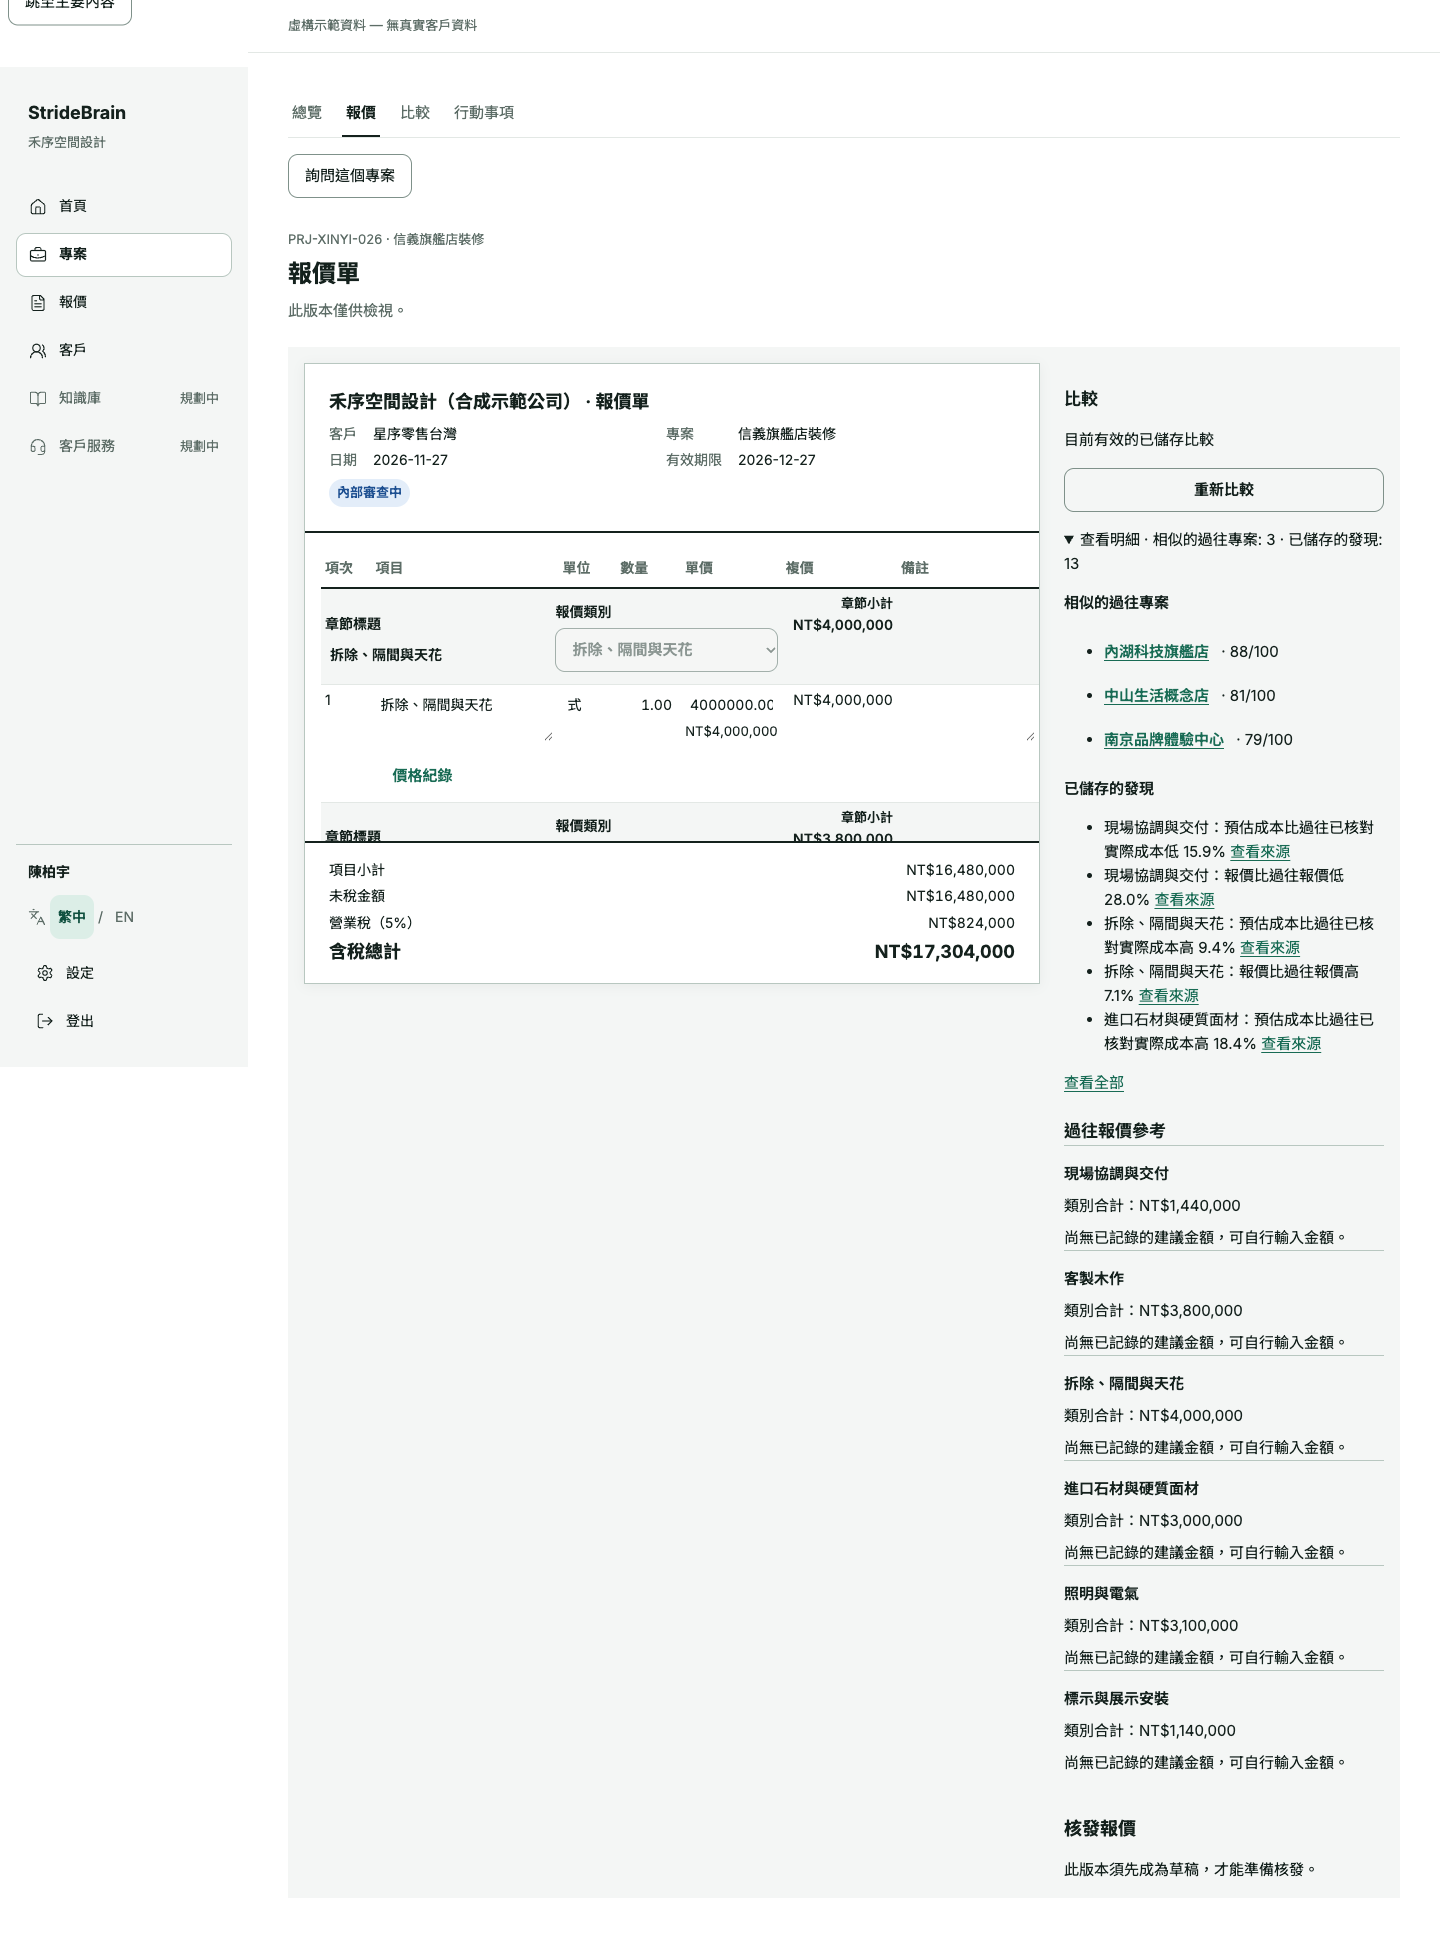 跳至主要內容
虛構示範資料 — 無真實客戶資料
StrideBrain
禾序空間設計
首頁
專案
報價
客戶
知識庫 規劃中
客戶服務 規劃中
陳柏宇
繁中 / EN
設定
登出
總覽 報價 比較 行動事項
詢問這個專案
PRJ-XINYI-026 · 信義旗艦店裝修
報價單
此版本僅供檢視。
禾序空間設計（合成示範公司） · 報價單
客戶 星序零售台灣 專案 信義旗艦店裝修
日期 2026-11-27 有效期限 2026-12-27
內部審查中
項次 項目 單位 數量 單價 複價 備註
章節標題 報價類別 章節小計
拆除、隔間與天花 拆除、隔間與天花 NT$4,000,000
1 拆除、隔間與天花 式 1.00 4000000.00 NT$4,000,000
NT$4,000,000
價格紀錄
章節標題 報價類別 章節小計
NT$3,800,000
項目小計 NT$16,480,000
未稅金額 NT$16,480,000
營業稅（5%） NT$824,000
含稅總計 NT$17,304,000
比較
目前有效的已儲存比較
重新比較
▼ 查看明細 · 相似的過往專案: 3 · 已儲存的發現:
13
相似的過往專案
• 內湖科技旗艦店 · 88/100
• 中山生活概念店 · 81/100
• 南京品牌體驗中心 · 79/100
已儲存的發現
• 現場協調與交付：預估成本比過往已核對
實際成本低 15.9% 查看來源
• 現場協調與交付：報價比過往報價低
28.0% 查看來源
• 拆除、隔間與天花：預估成本比過往已核
對實際成本高 9.4% 查看來源
• 拆除、隔間與天花：報價比過往報價高
7.1% 查看來源
• 進口石材與硬質面材：預估成本比過往已
核對實際成本高 18.4% 查看來源
查看全部
過往報價參考
現場協調與交付
類別合計：NT$1,440,000
尚無已記錄的建議金額，可自行輸入金額。
客製木作
類別合計：NT$3,800,000
尚無已記錄的建議金額，可自行輸入金額。
拆除、隔間與天花
類別合計：NT$4,000,000
尚無已記錄的建議金額，可自行輸入金額。
進口石材與硬質面材
類別合計：NT$3,000,000
尚無已記錄的建議金額，可自行輸入金額。
照明與電氣
類別合計：NT$3,100,000
尚無已記錄的建議金額，可自行輸入金額。
標示與展示安裝
類別合計：NT$1,140,000
尚無已記錄的建議金額，可自行輸入金額。
核發報價
此版本須先成為草稿，才能準備核發。